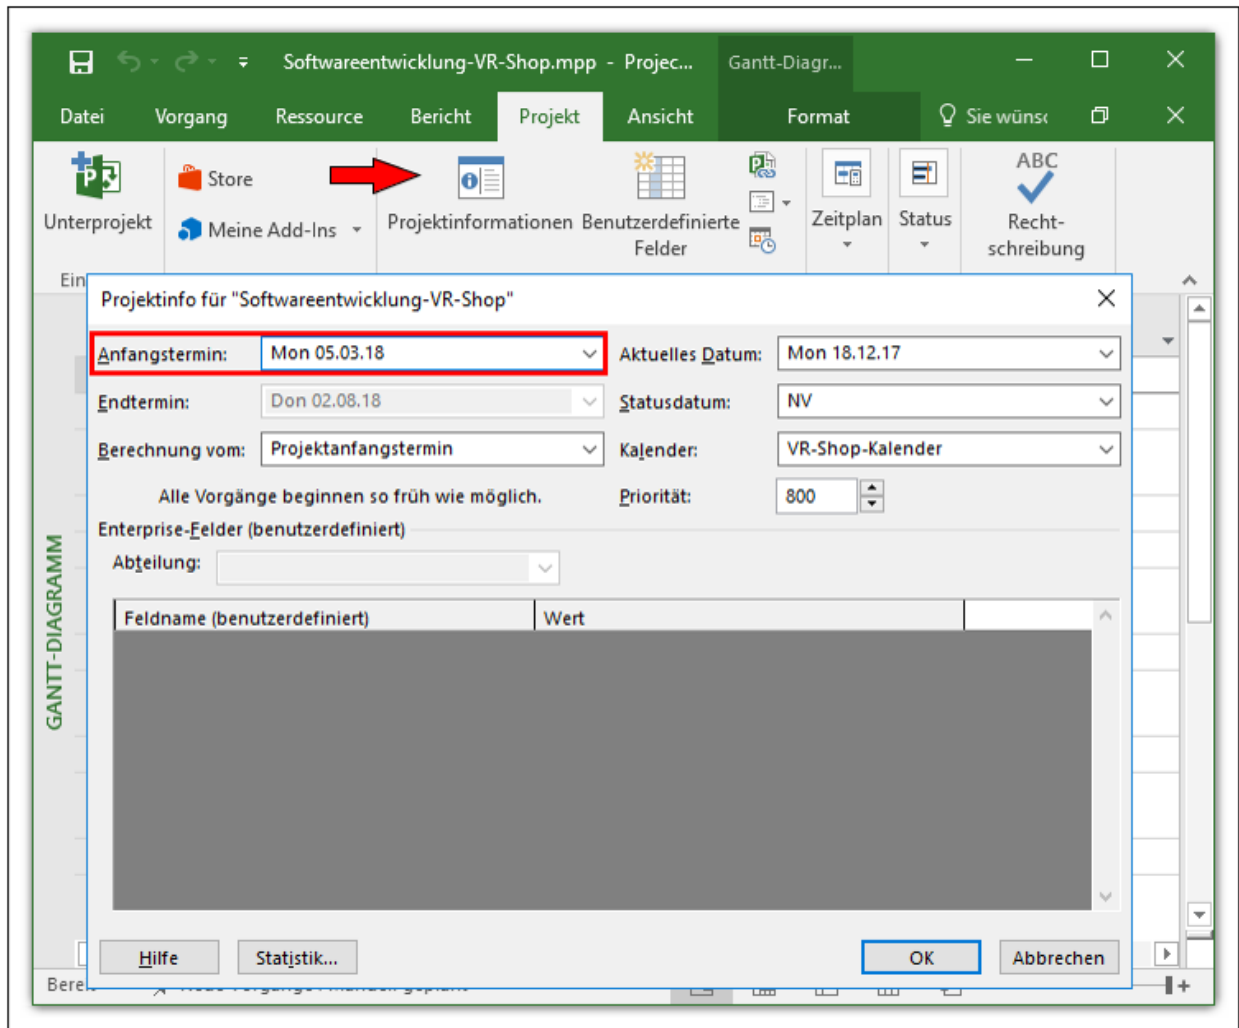 Softwareentwicklung-VR-Shop.mpp - Projec... Gantt-Diagr...
Datei Vorgang Ressource Bericht Projekt Ansicht Format Sie wünsc
Unterprojekt
Store
Meine Add-Ins
Projektinformationen
Benutzerdefinierte
Felder
Zeitplan
Status
ABC
Recht-
schreibung
Ein
Projektinfo für "Softwareentwicklung-VR-Shop"
Anfangstermin: Mon 05.03.18 Aktuelles Datum: Mon 18.12.17
Endtermin: Don 02.08.18 Statusdatum: NV
Berechnung vom: Projektanfangstermin Kalender: VR-Shop-Kalender
Alle Vorgänge beginnen so früh wie möglich. Priorität: 800
Enterprise-Felder (benutzerdefiniert)
Abteilung:
Feldname (benutzerdefiniert) Wert
GANTT-DIAGRAMM
Hilfe Statistik... OK Abbrechen